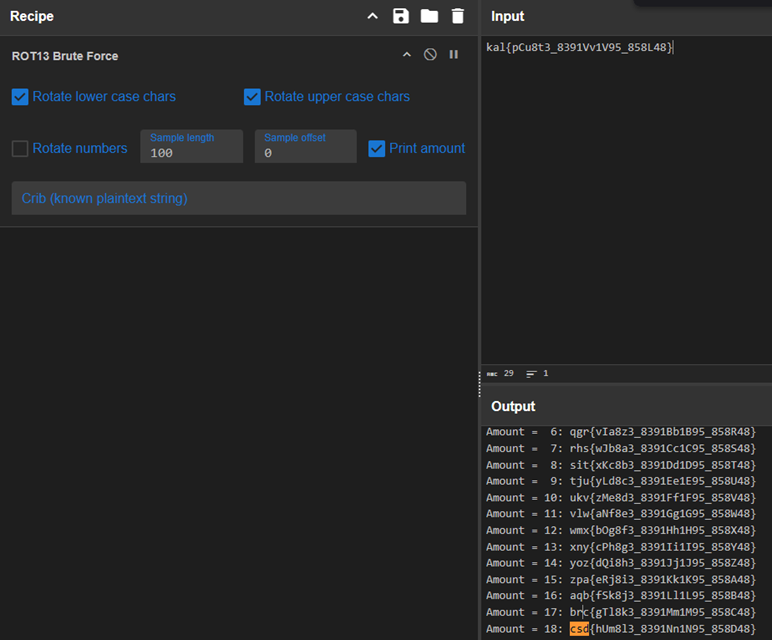 Recipe
ROT13 Brute Force
Rotate lower case chars
Rotate upper case chars
Rotate numbers
Sample length
100
Sample offset
0
Print amount
Crib (known plaintext string)
Input
kal{pCu8t3_8391Vv1V95_858L48}
ABC 29
1
Output
Amount =  6: qgr{vIa8z3_8391Bb1B95_858R48}
Amount =  7: rhs{wJb8a3_8391Cc1C95_858S48}
Amount =  8: sit{xKc8b3_8391Dd1D95_858T48}
Amount =  9: tju{yLd8c3_8391Ee1E95_858U48}
Amount = 10: ukv{zMe8d3_8391Ff1F95_858V48}
Amount = 11: vlw{aNf8e3_8391Gg1G95_858W48}
Amount = 12: wmx{bOg8f3_8391Hh1H95_858X48}
Amount = 13: xny{cPh8g3_8391Ii1I95_858Y48}
Amount = 14: yoz{dQi8h3_8391Jj1J95_858Z48}
Amount = 15: zpa{eRj8i3_8391Kk1K95_858A48}
Amount = 16: aqb{fSk8j3_8391Ll1L95_858B48}
Amount = 17: brc{gTl8k3_8391Mm1M95_858C48}
Amount = 18: csd{hUm8l3_8391Nn1N95_858D48}